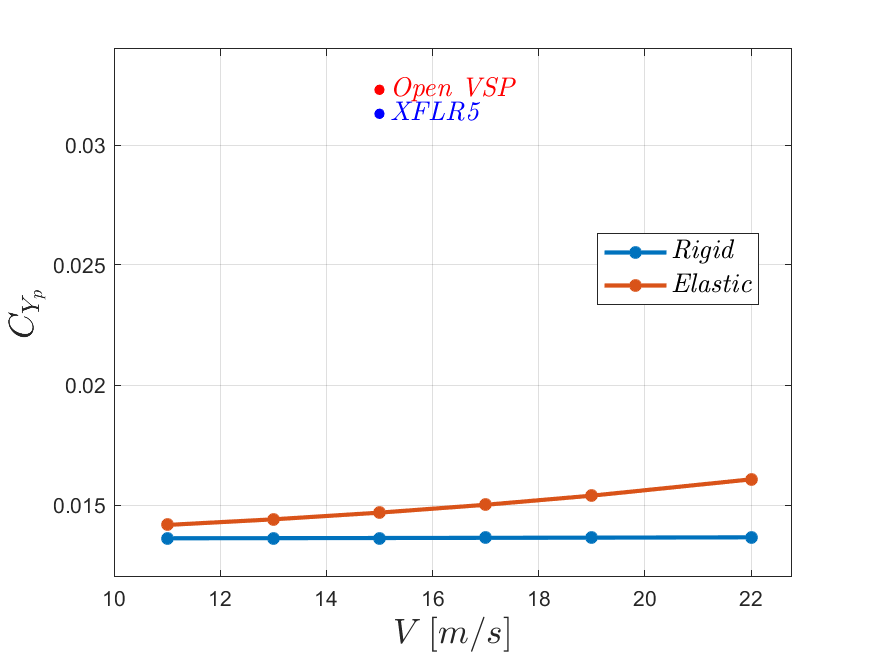 Open VSP
XFLR5
0.03
0.025
0.02
0.015
C_{Y_p}
Rigid
Elastic
10 12 14 16 18 20 22
V [m/s]